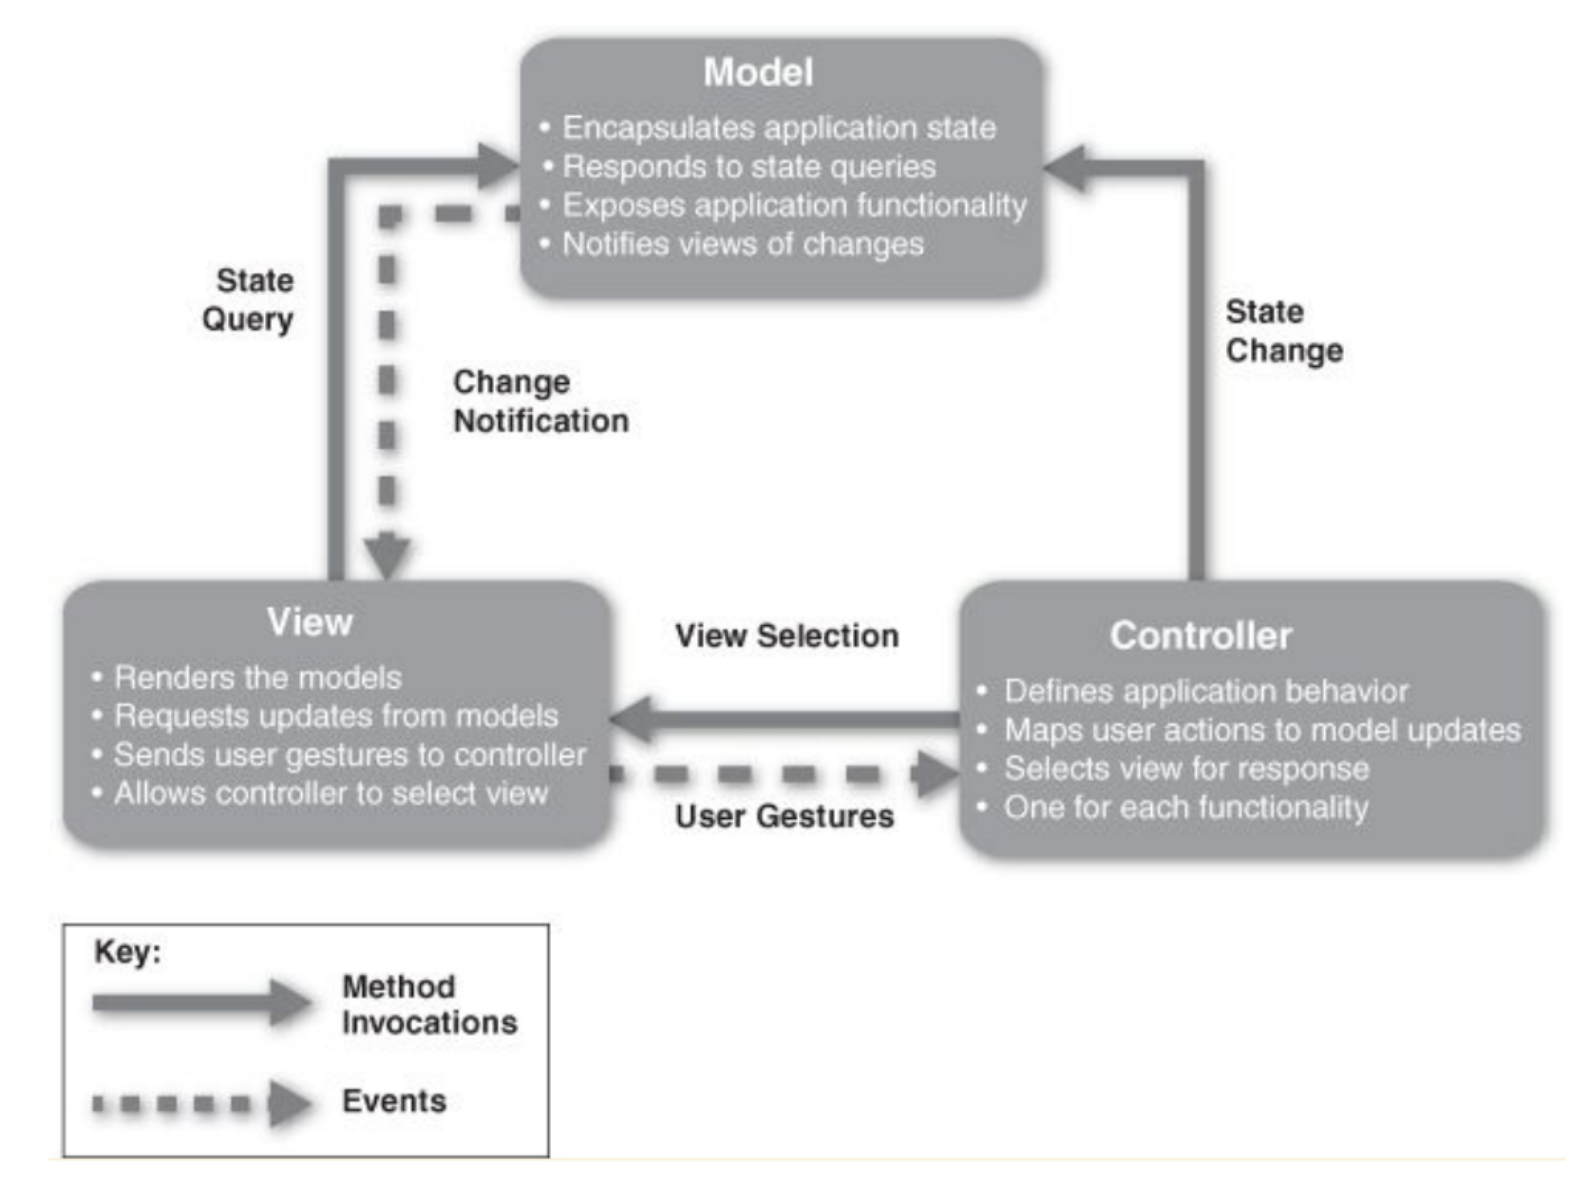 Model
• Encapsulates application state
• Responds to state queries
• Exposes application functionality
• Notifies views of changes
State
Query
Change
Notification
State
Change
View
• Renders the models
• Requests updates from models
• Sends user gestures to controller
• Allows controller to select view
View Selection
User Gestures
Controller
• Defines application behavior
• Maps user actions to model updates
• Selects view for response
• One for each functionality
Key:
Method
Invocations
Events